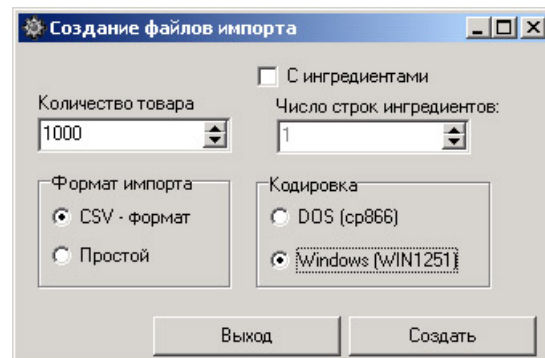 Создание файлов импорта
С ингредиентами
Количество товара
Число строк ингредиентов:
1000
1
Формат импорта
Кодировка
CSV - формат
DOS (cp866)
Простой
Windows (WIN1251)
Выход
Создать